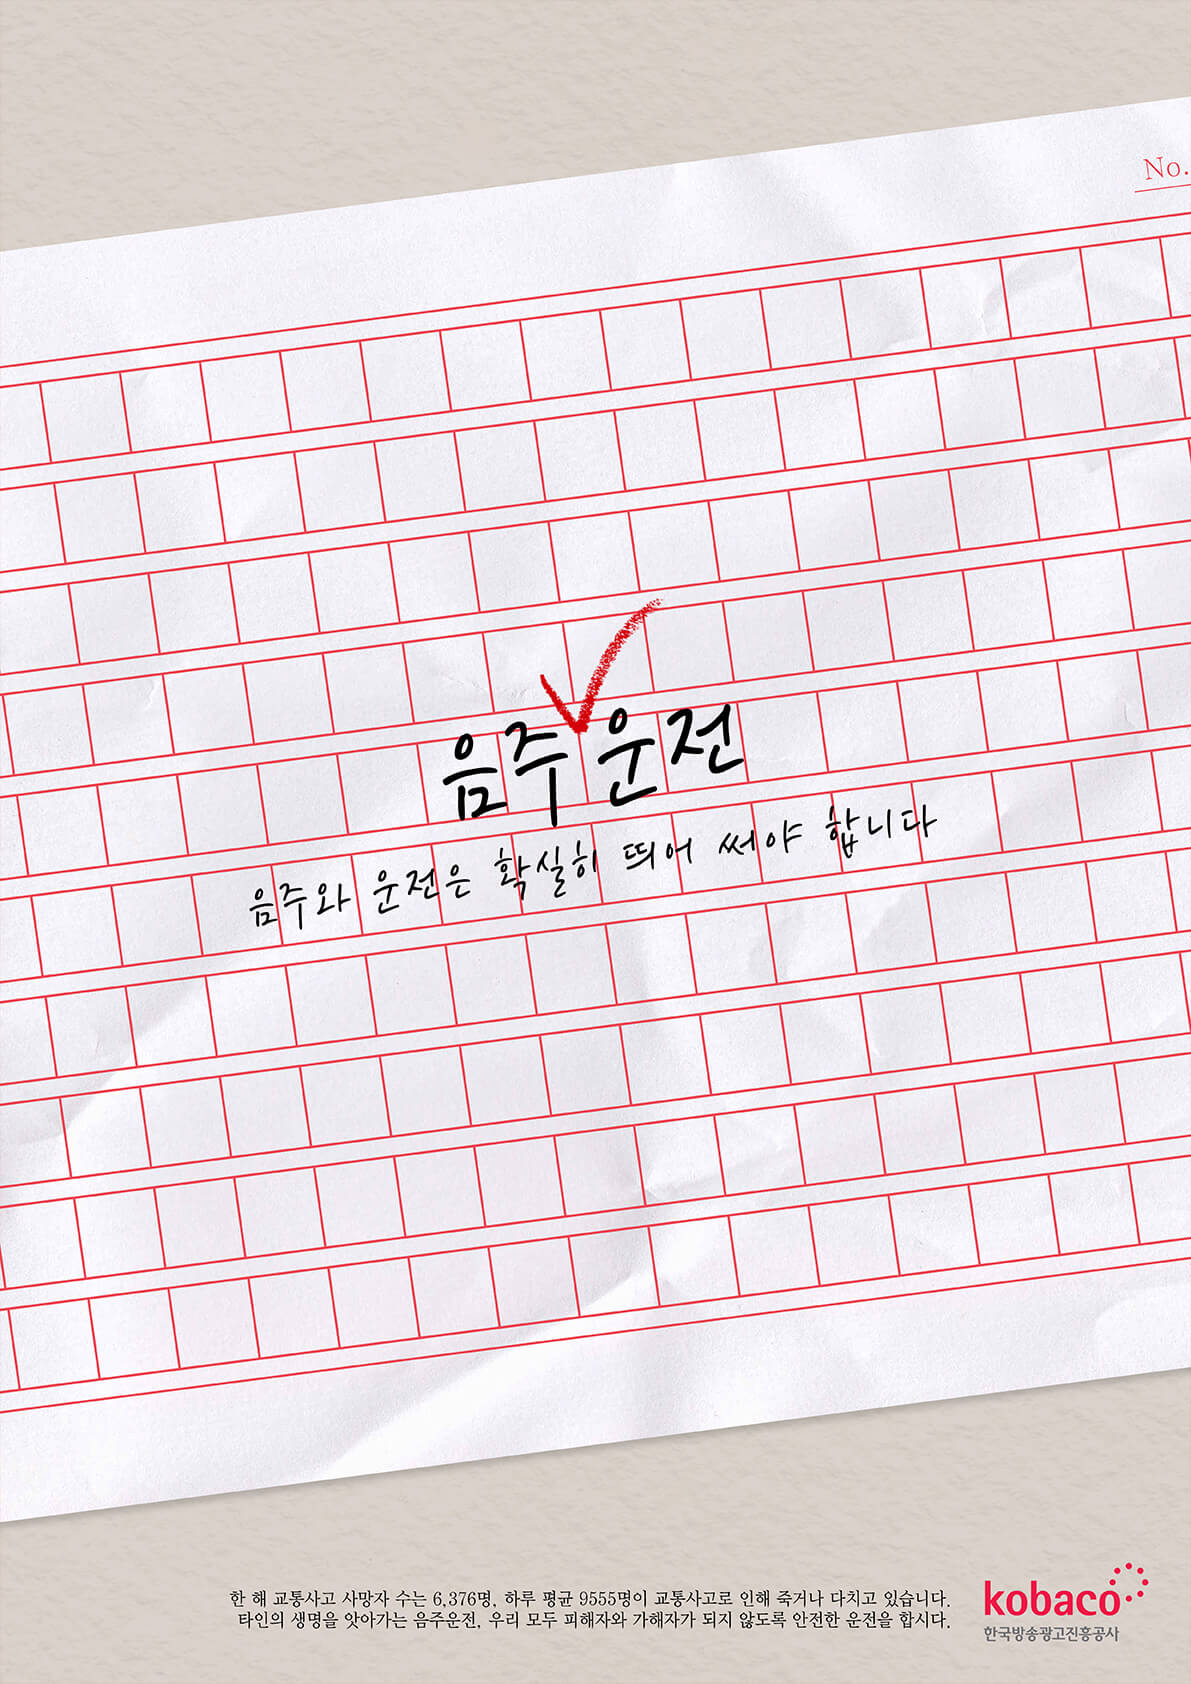 No.
음주 운전
음주와 운전은 확실히 띄어 써야 합니다
한 해 교통사고 사망자 수는 6,376명, 하루 평균 9555명이 교통사고로 인해 죽거나 다치고 있습니다.
타인의 생명을 앗아가는 음주운전, 우리 모두 피해자와 가해자가 되지 않도록 안전한 운전을 합시다.
kobaco
한국방송광고진흥공사